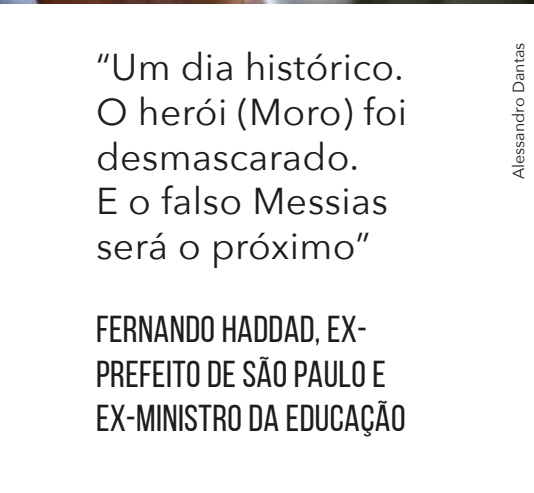 “Um dia histórico.
O herói (Moro) foi
desmascarado.
E o falso Messias
será o próximo”
FERNANDO HADDAD, EX-
PREFEITO DE SÃO PAULO E
EX-MINISTRO DA EDUCAÇÃO
Alessandro Dantas